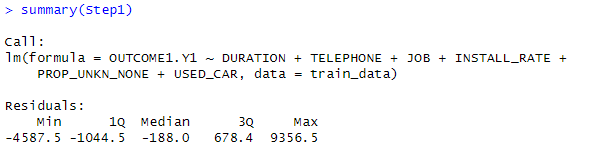 > summary(Step1)
Call:
lm(formula = OUTCOME1.Y1 ~ DURATION + TELEPHONE + JOB + INSTALL_RATE +
    PROP_UNKN_NONE + USED_CAR, data = train_data)
Residuals:
    Min      1Q  Median      3Q     Max
-4587.5 -1044.5  -188.0   678.4  9356.5